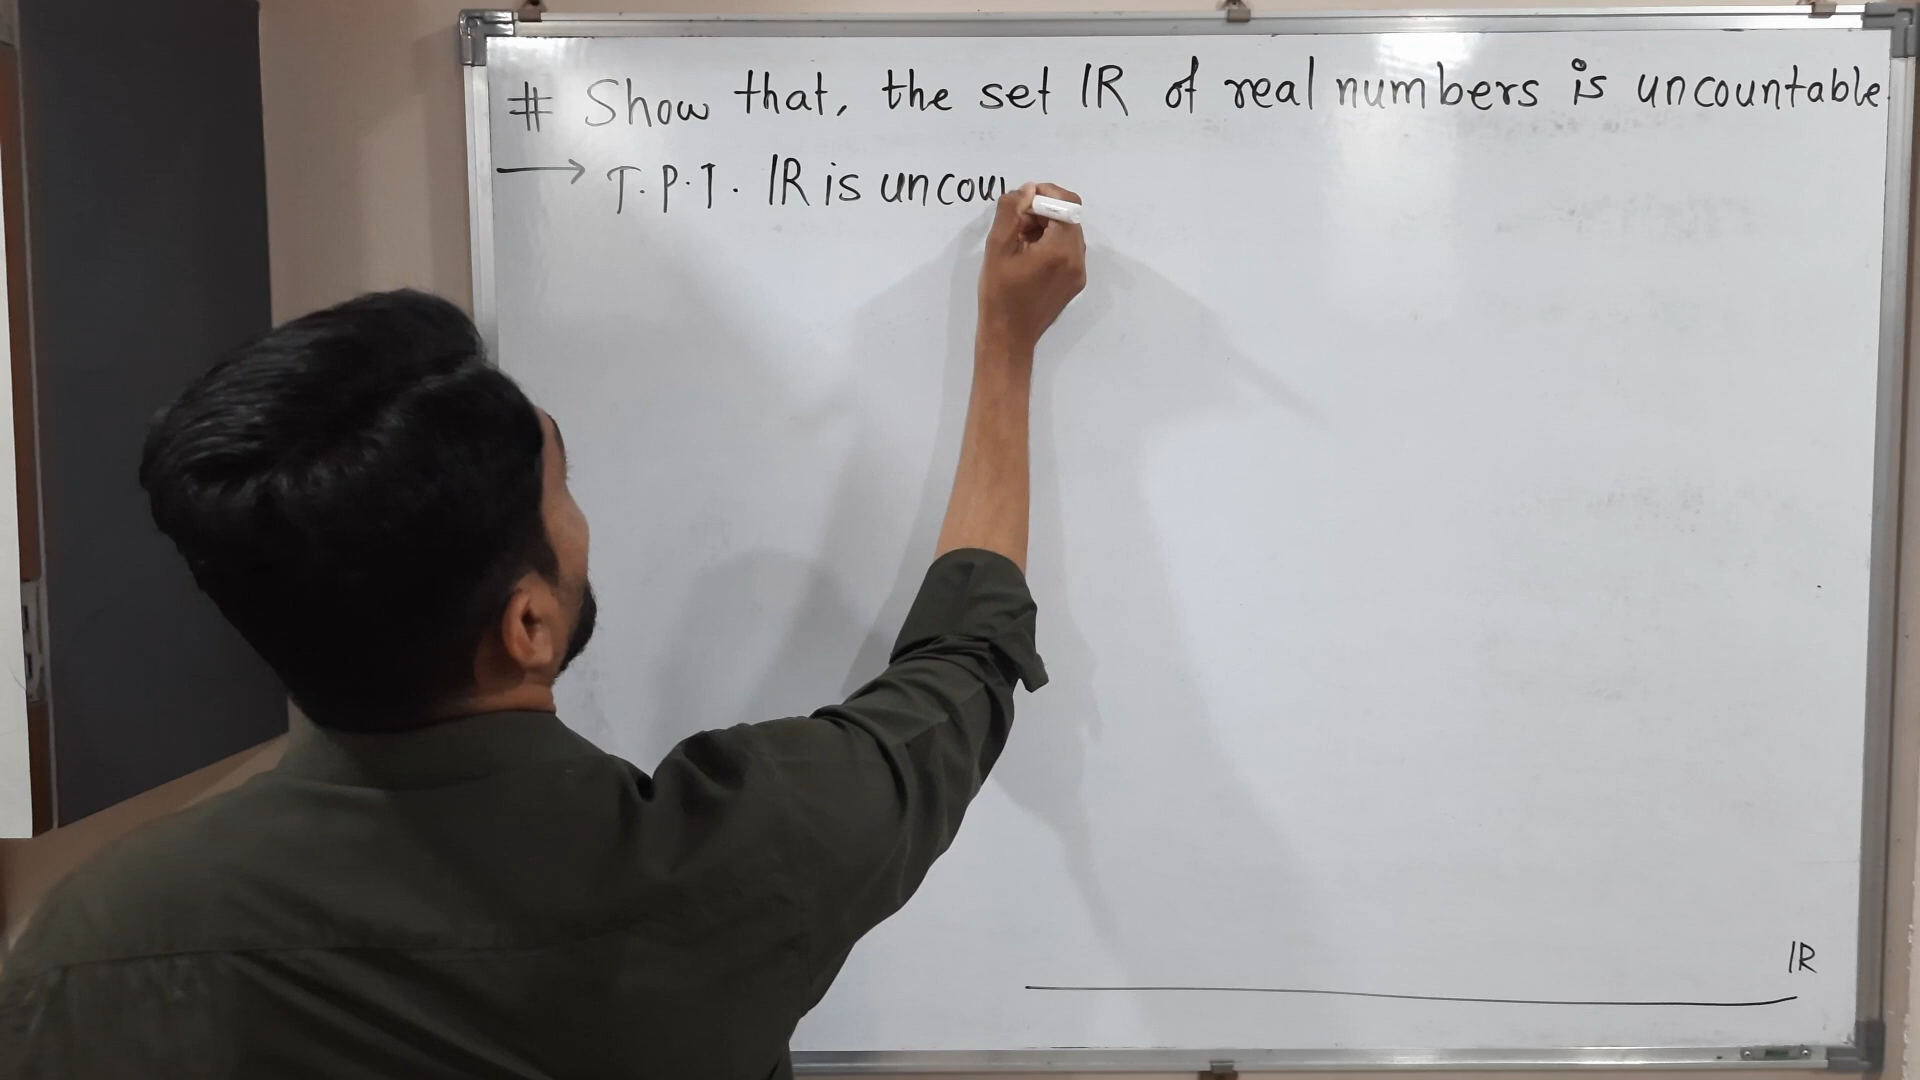 # Show that, the set IR of real numbers is uncountable.
→ T.P.T. IR is uncou
IR